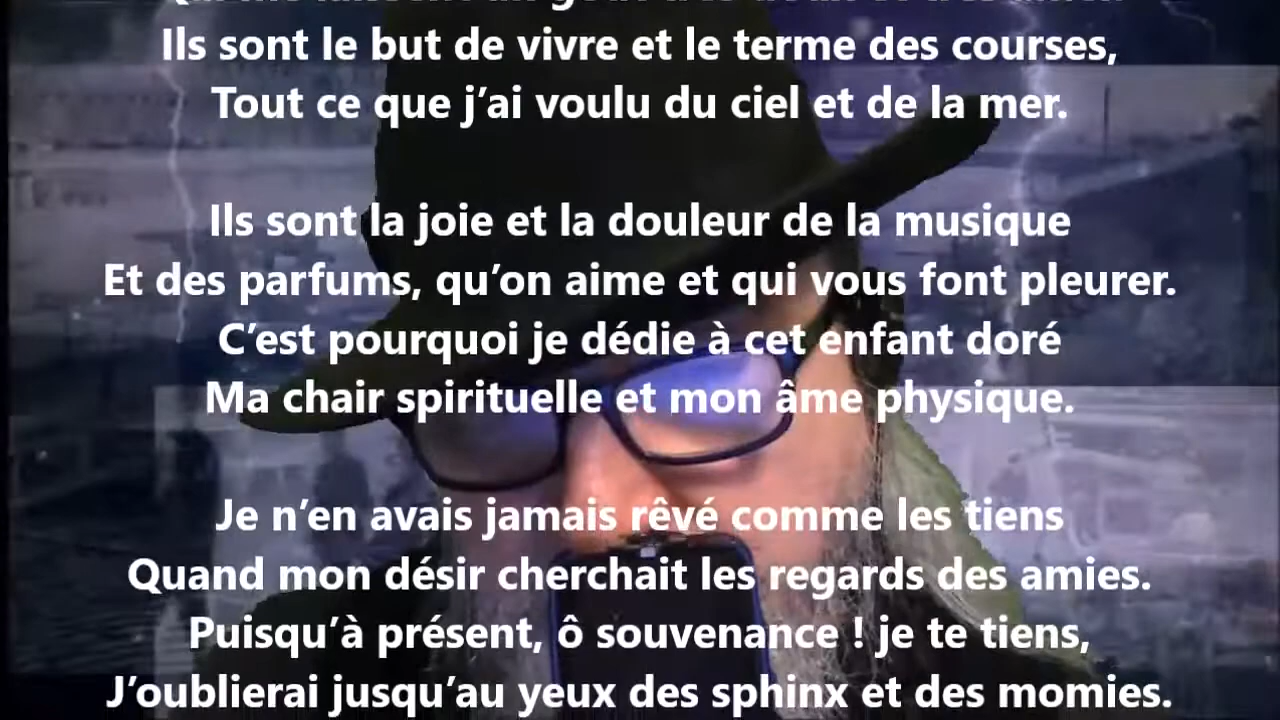 Ils sont le but de vivre et le terme des courses,
Tout ce que j’ai voulu du ciel et de la mer.
Ils sont la joie et la douleur de la musique
Et des parfums, qu’on aime et qui vous font pleurer.
C’est pourquoi je dédie à cet enfant doré
Ma chair spirituelle et mon âme physique.
Je n’en avais jamais rêvé comme les tiens
Quand mon désir cherchait les regards des amies.
Puisqu’à présent, ô souvenance ! je te tiens,
J’oublierai jusqu’au yeux des sphinx et des momies.